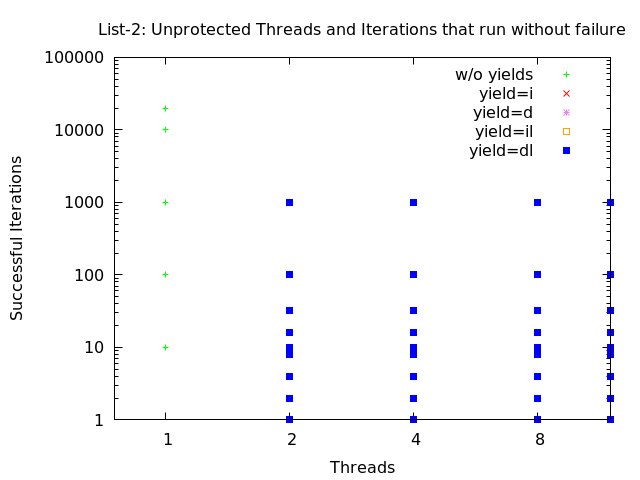 List-2: Unprotected Threads and Iterations that run without failure
100000
10000
1000
100
10
1
Successful Iterations
w/o yields
yield=i
yield=d
yield=il
yield=dl
1 2 4 8
Threads